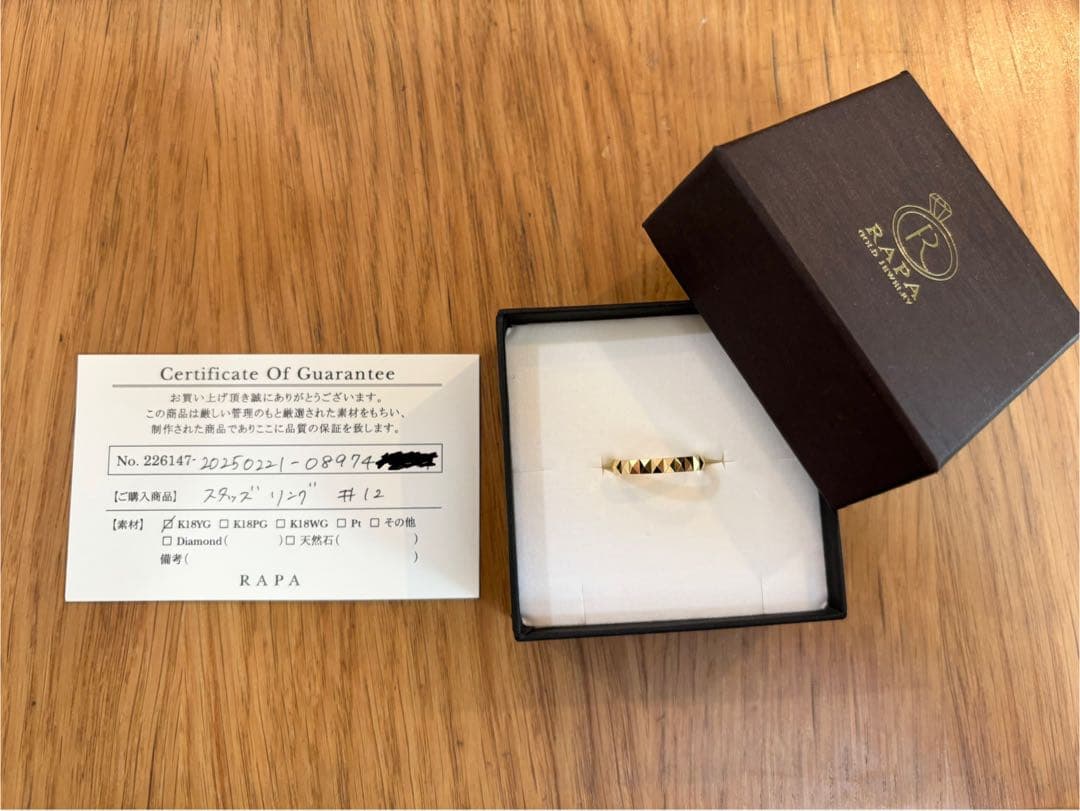 Certificate Of Guarantee
お買い上げ頂き誠にありがとうございます。
この商品は厳しい管理のもと厳選された素材をもちい、
制作された商品でありここに品質の保証を致します。
No. 226147-20250221-08974
【ご購入商品】 スタッズ リング #12
【素材】 ☑ K18YG □ K18PG □ K18WG □ Pt □ その他
□ Diamond( )□ 天然石( )
備考( )
RAPA
R
RAPA
GOLD JEWELRY